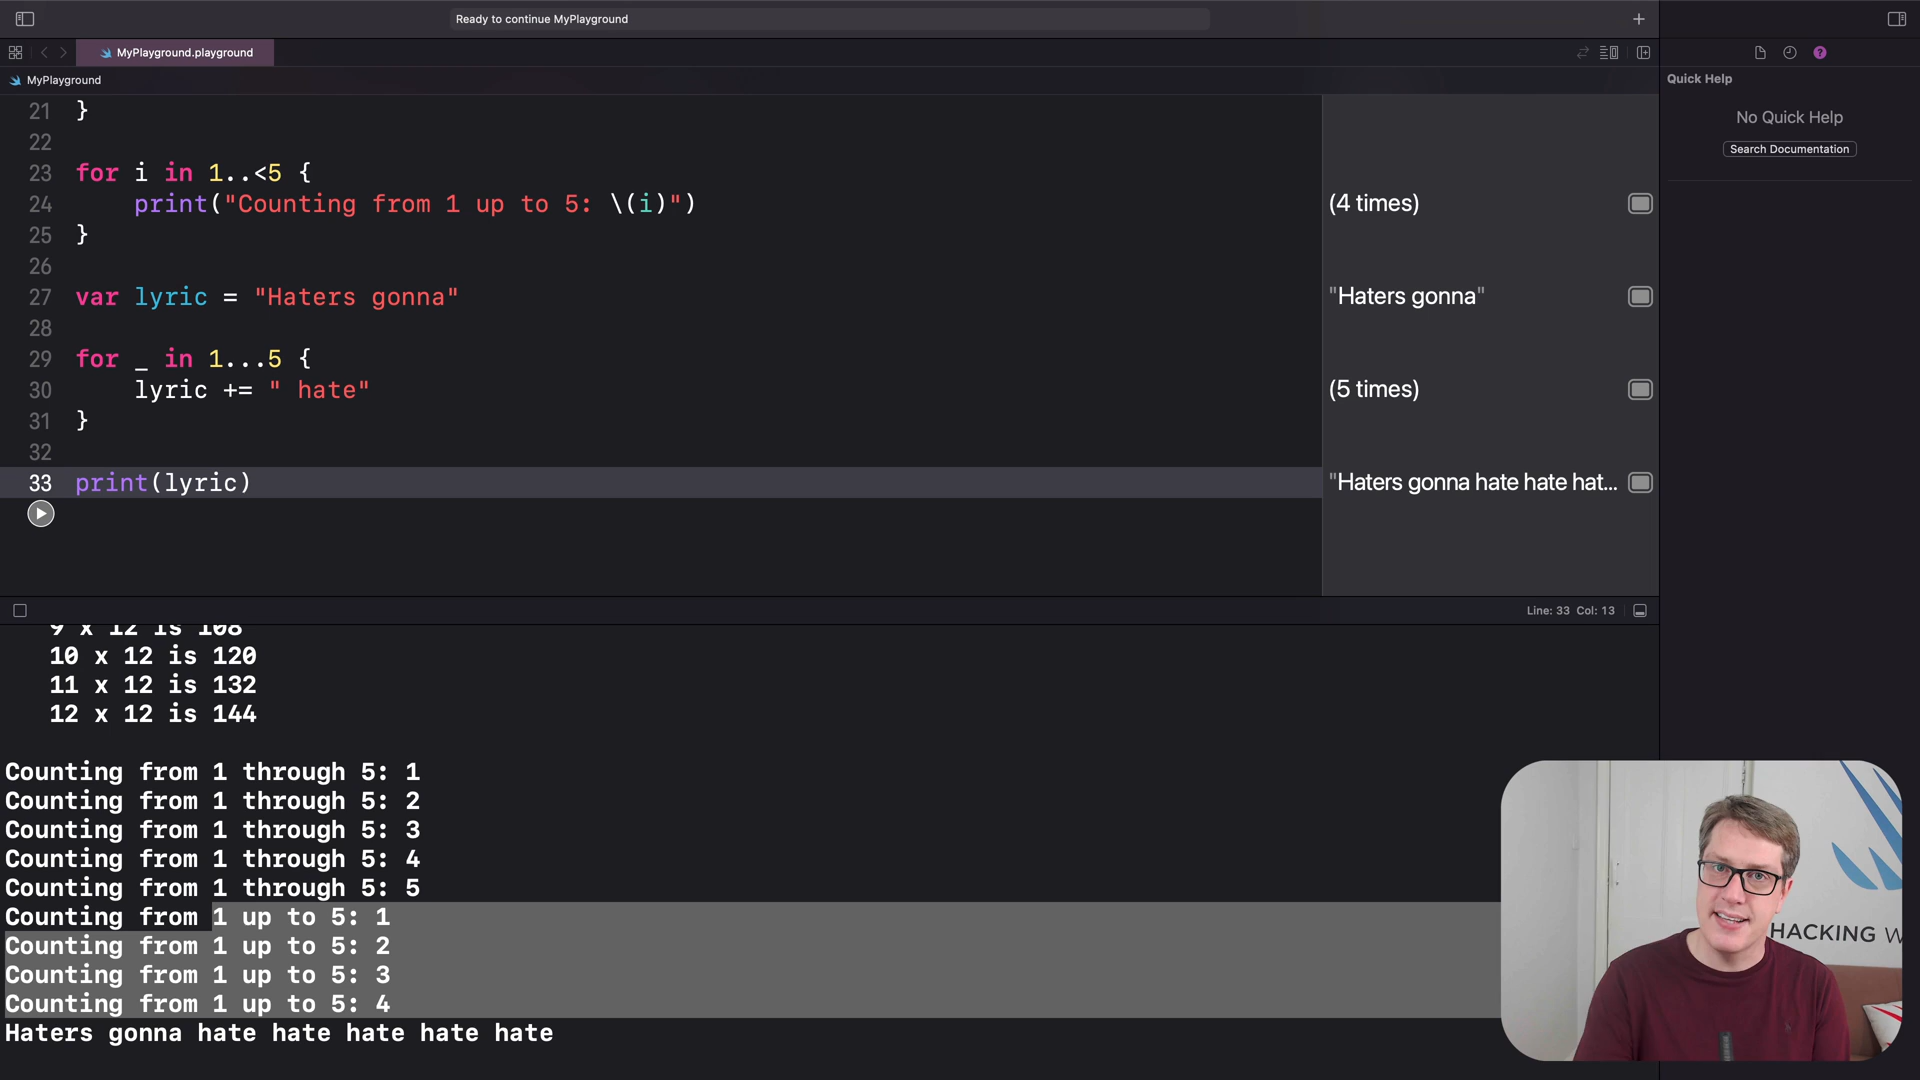 Ready to continue MyPlayground
MyPlayground.playground
MyPlayground
Quick Help
No Quick Help
Search Documentation
21 }
22
23 for i in 1..<5 {
24 print("Counting from 1 up to 5: \(i)") (4 times)
25 }
26
27 var lyric = "Haters gonna" "Haters gonna"
28
29 for _ in 1...5 {
30 lyric += " hate" (5 times)
31 }
32
33 print(lyric) "Haters gonna hate hate hat...
Line: 33 Col: 13
9 x 12 is 108
10 x 12 is 120
11 x 12 is 132
12 x 12 is 144
Counting from 1 through 5: 1
Counting from 1 through 5: 2
Counting from 1 through 5: 3
Counting from 1 through 5: 4
Counting from 1 through 5: 5
Counting from 1 up to 5: 1
Counting from 1 up to 5: 2
Counting from 1 up to 5: 3
Counting from 1 up to 5: 4
Haters gonna hate hate hate hate hate
HACKING W